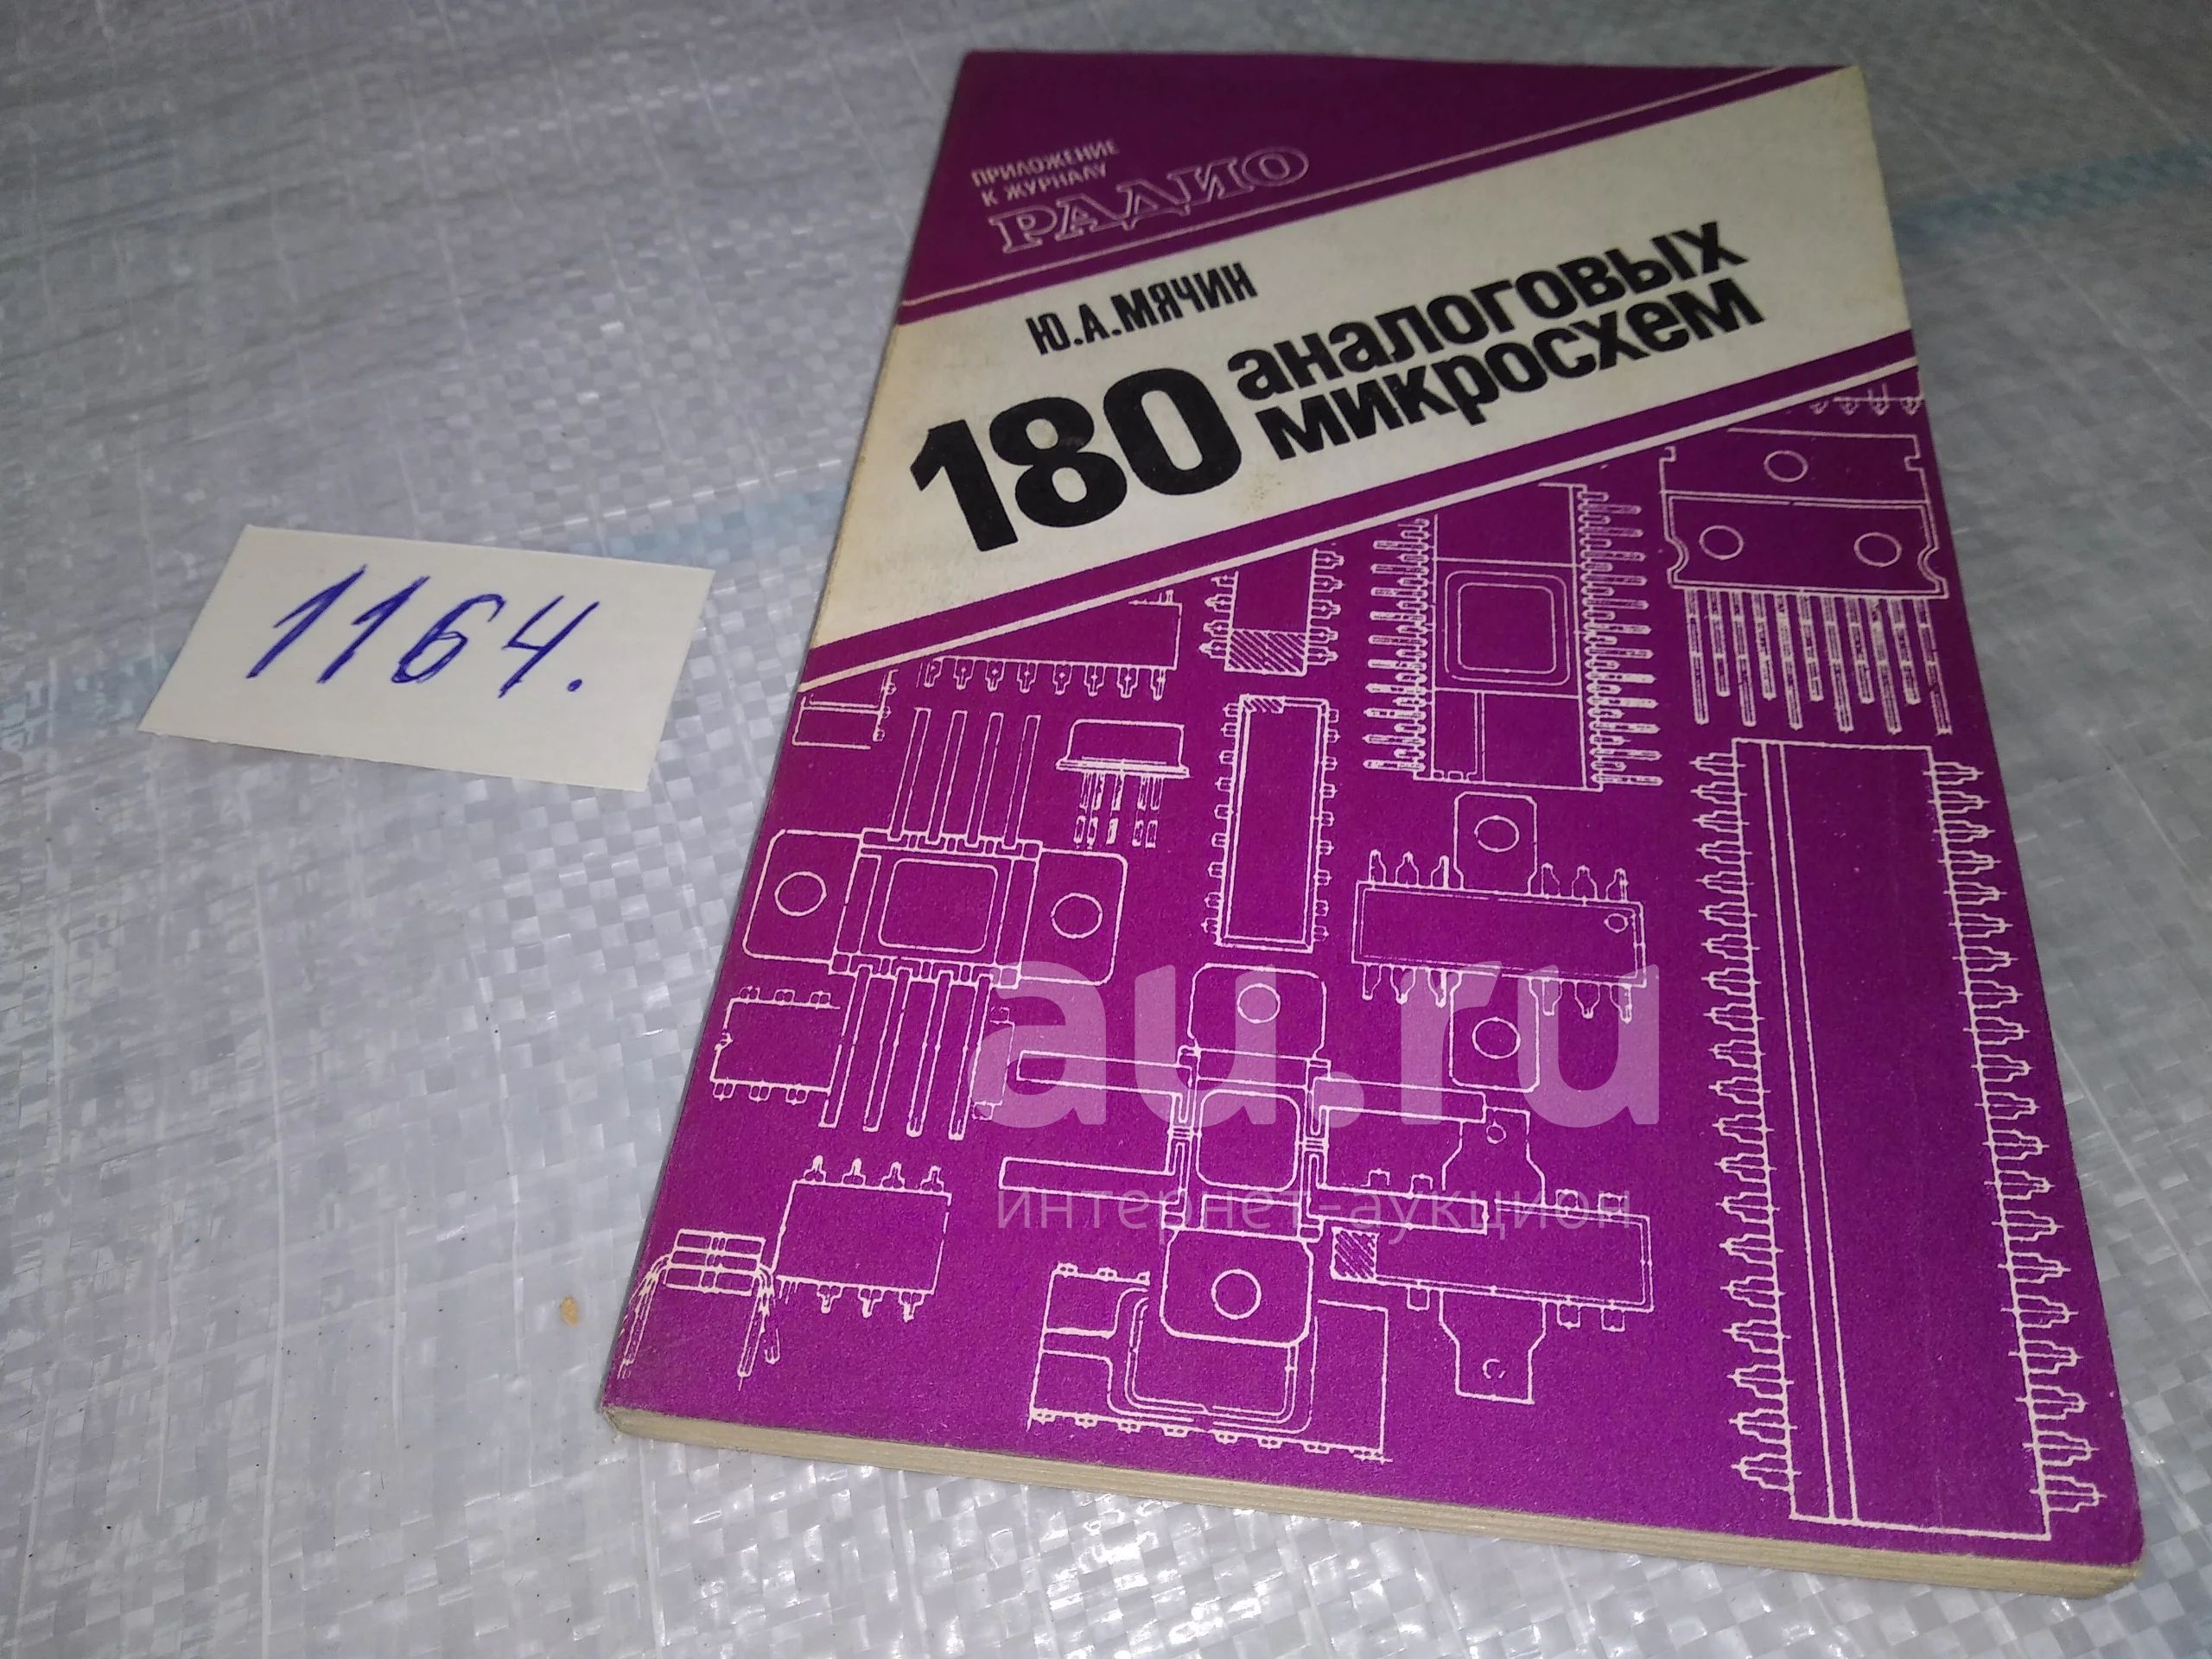 ПРИЛОЖЕНИЕ
К ЖУРНАЛУ
РАДИО
Ю.А.МЯЧИН
180 аналоговых
микросхем
1164.
au.ru
интернет-аукцион